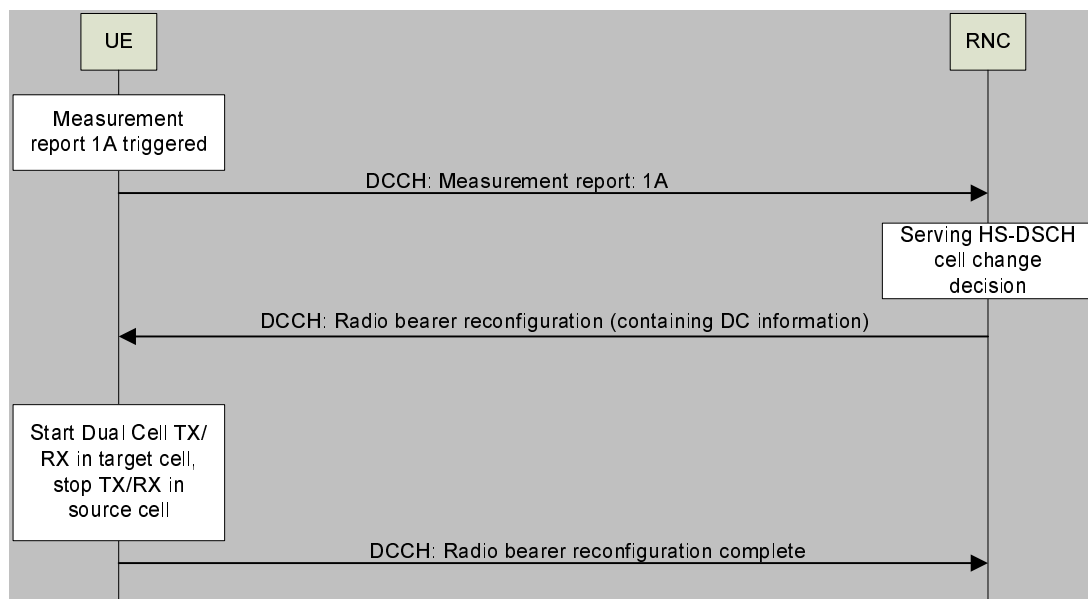 UE
RNC
Measurement
report 1A triggered
DCCH: Measurement report: 1A
Serving HS-DSCH
cell change
decision
DCCH: Radio bearer reconfiguration (containing DC information)
Start Dual Cell TX/
RX in target cell,
stop TX/RX in
source cell
DCCH: Radio bearer reconfiguration complete